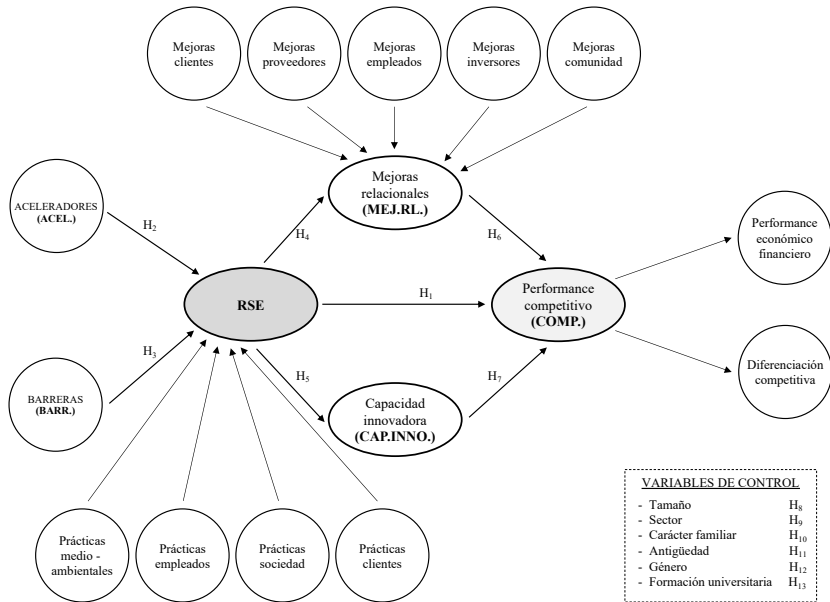 Mejoras
clientes
Mejoras
proveedores
Mejoras
empleados
Mejoras
inversores
Mejoras
comunidad
Mejoras
relacionales
(MEJ.RL.)
ACELERADORES
(ACEL.)
H2
H4
H6
Performance
económico
financiero
RSE
H1
Performance
competitivo
(COMP.)
H3
H5
H7
BARRERAS
(BARR.)
Capacidad
innovadora
(CAP.INNO.)
Diferenciación
competitiva
Prácticas
medio -
ambientales
Prácticas
empleados
Prácticas
sociedad
Prácticas
clientes
VARIABLES DE CONTROL
- Tamaño H8
- Sector H9
- Carácter familiar H10
- Antigüedad H11
- Género H12
- Formación universitaria H13